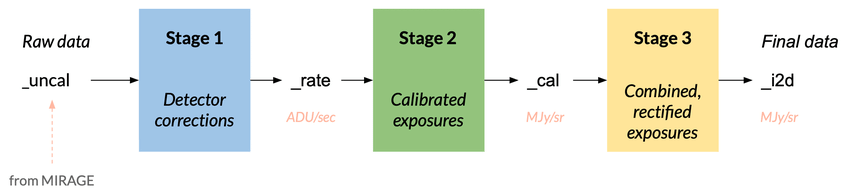 Raw data
_uncal
from MIRAGE
Stage 1
Detector
corrections
_rate
ADU/sec
Stage 2
Calibrated
exposures
_cal
MJy/sr
Stage 3
Combined,
rectified
exposures
Final data
_i2d
MJy/sr